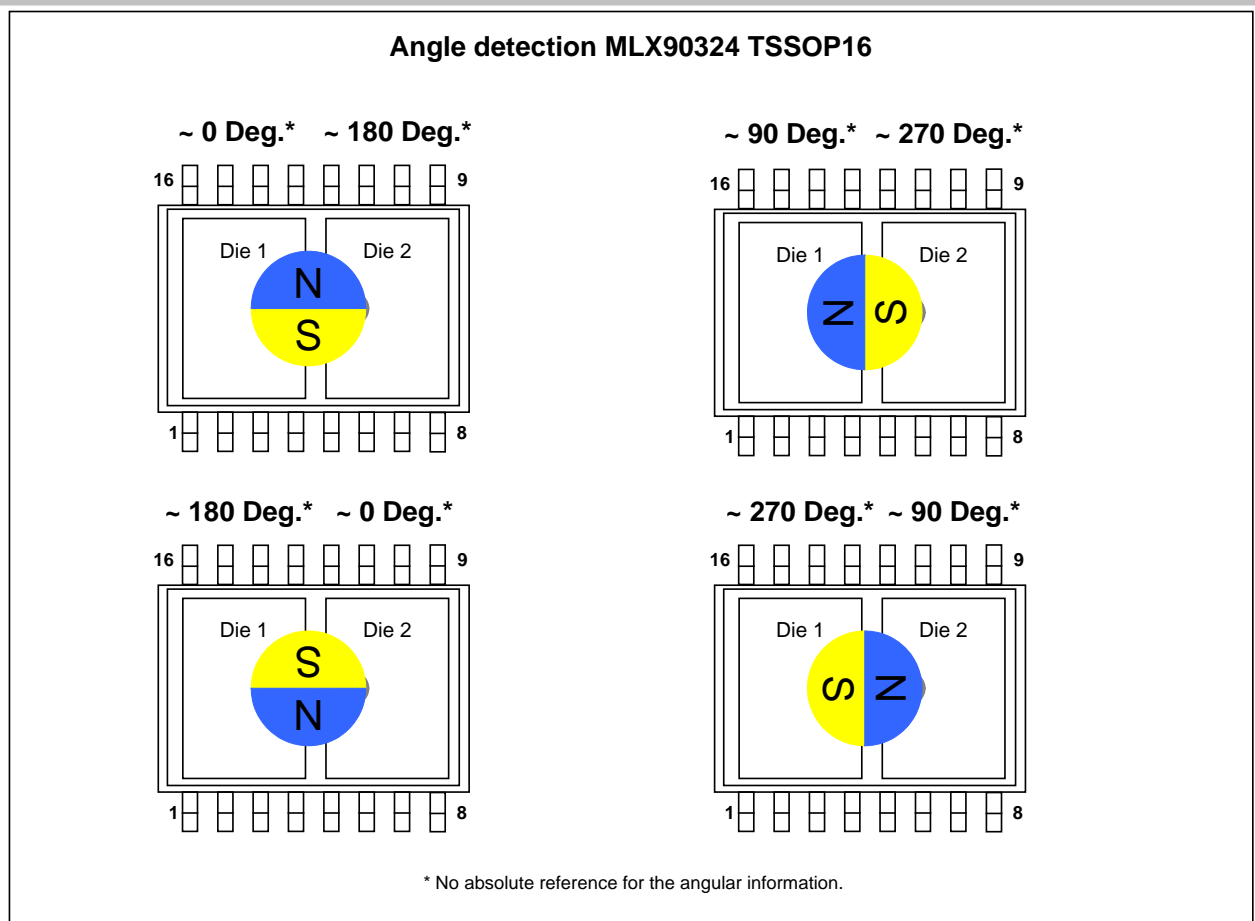 Angle detection MLX90324 TSSOP16
~ 0 Deg.* ~ 180 Deg.*
16 9
Die 1 Die 2
N
S
1 8
~ 90 Deg.* ~ 270 Deg.*
16 9
Die 1 Die 2
N S
1 8
~ 180 Deg.* ~ 0 Deg.*
16 9
Die 1 Die 2
S
N
1 8
~ 270 Deg.* ~ 90 Deg.*
16 9
Die 1 Die 2
S N
1 8
* No absolute reference for the angular information.